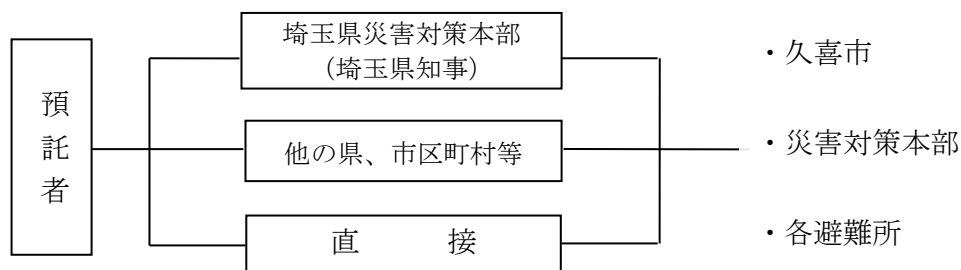 預託者
埼玉県災害対策本部
（埼玉県知事）
他の県、市区町村等
直　　　接
・久喜市
・災害対策本部
・各避難所